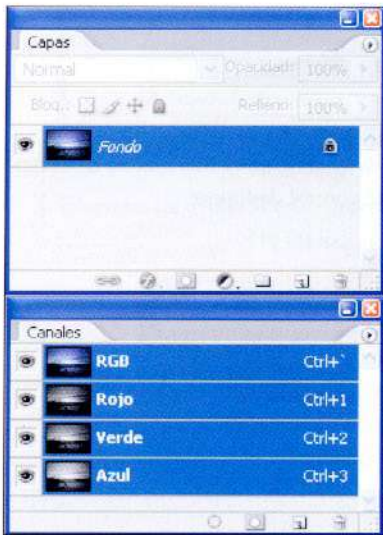 Capas
Normal Opacidad: 100%
Bloq.: Relleno: 100%
Fondo
Canales
RGB Ctrl+`
Rojo Ctrl+1
Verde Ctrl+2
Azul Ctrl+3